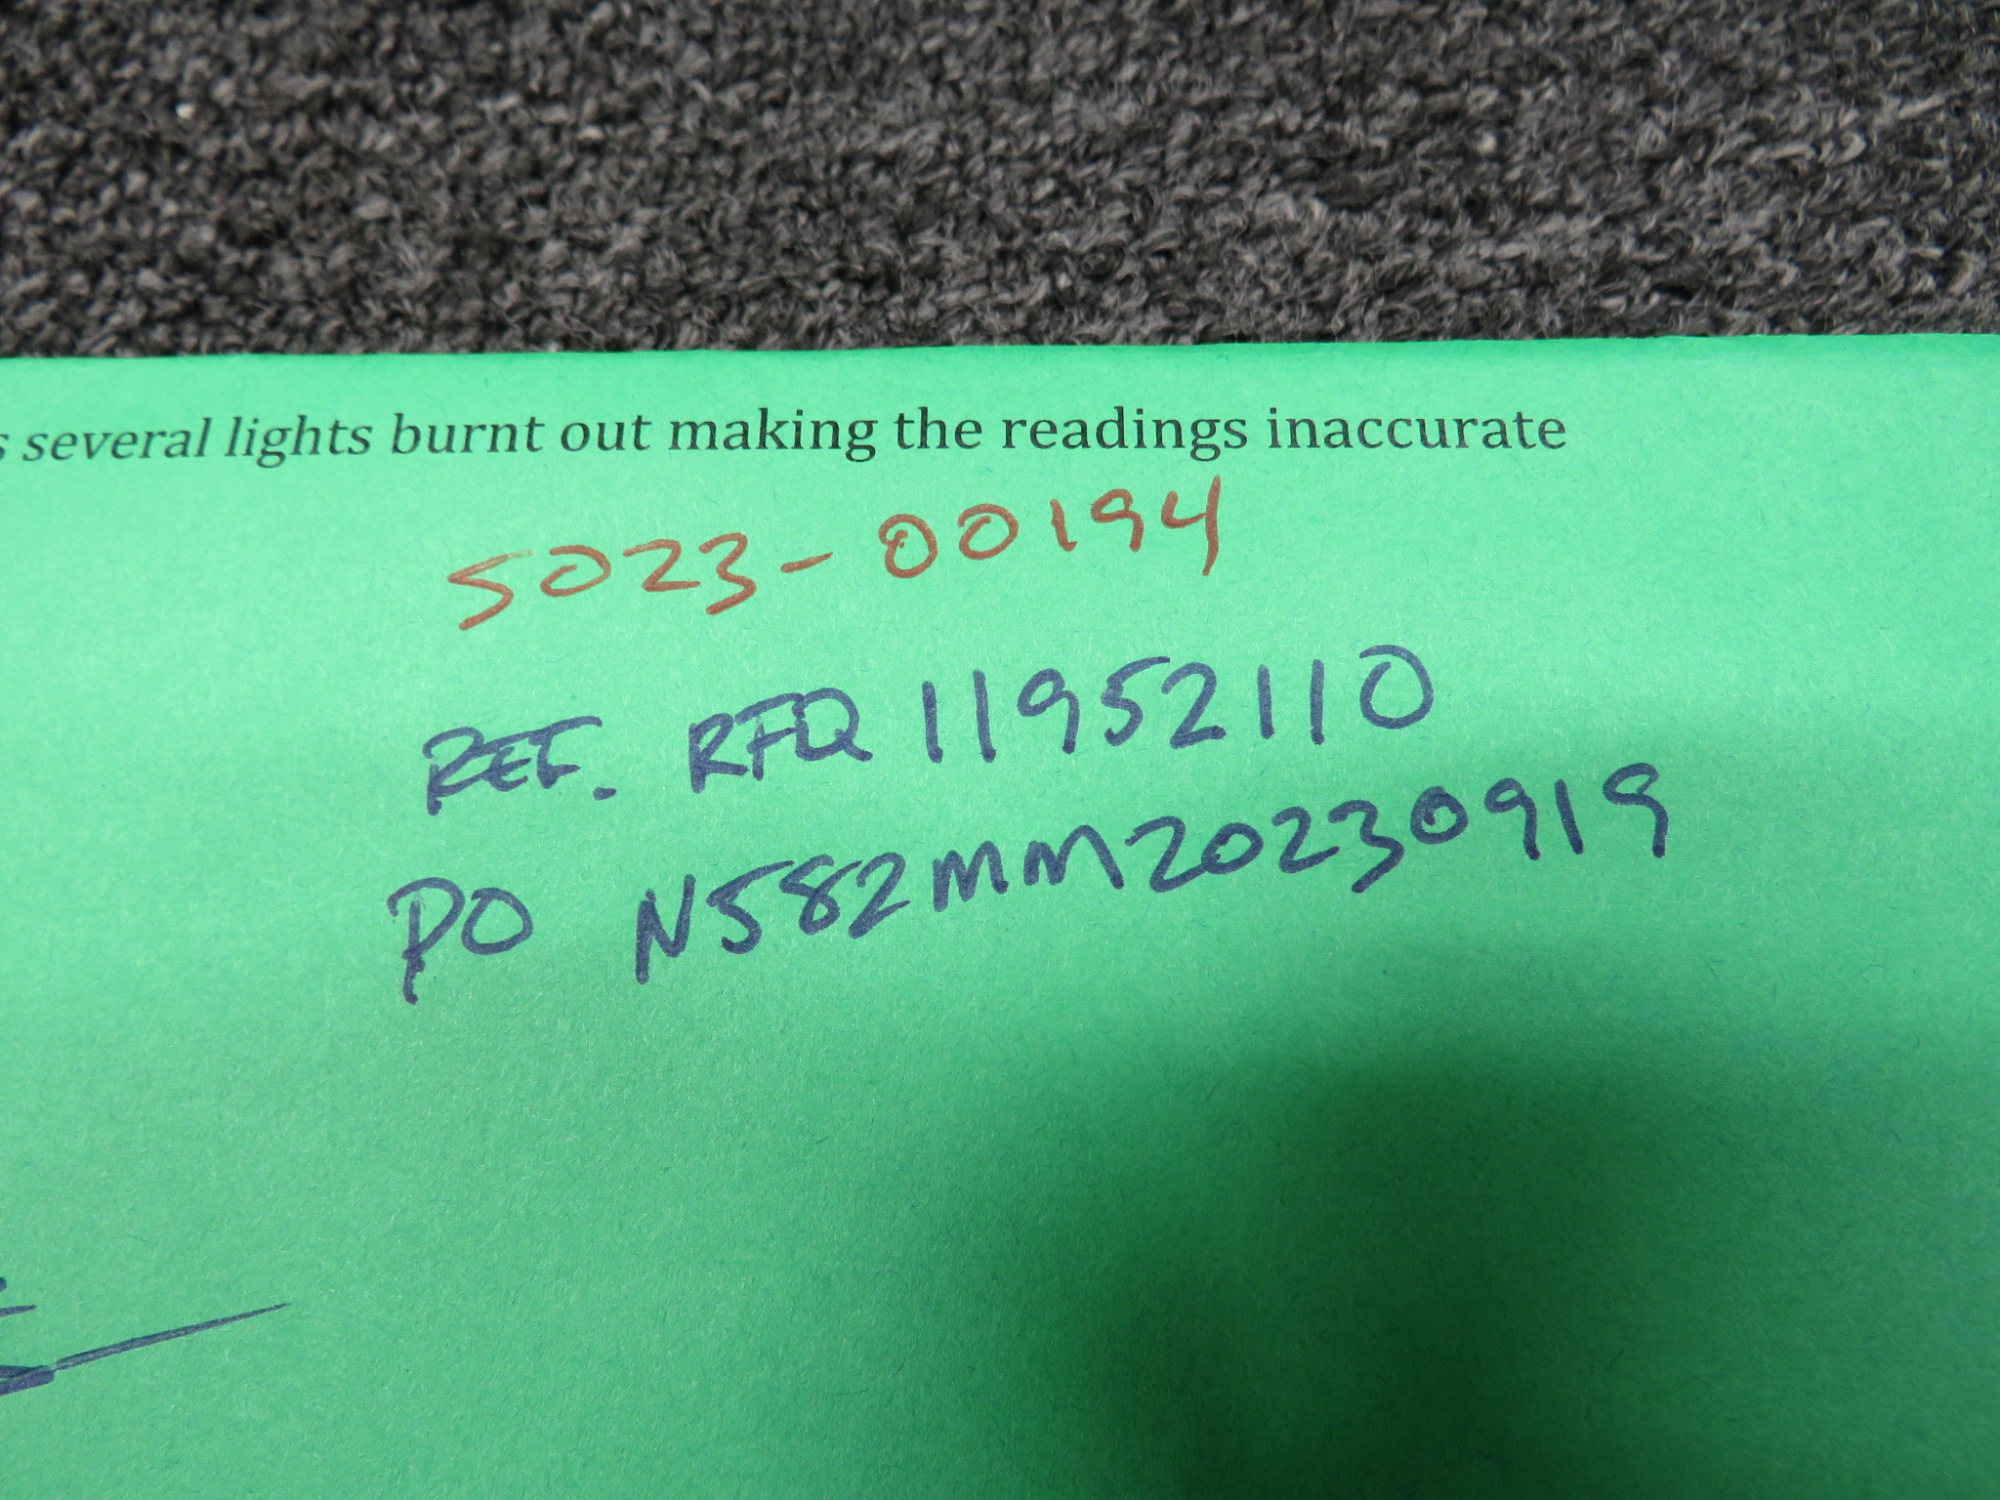 several lights burnt out making the readings inaccurate
5023-00194
REF. RFQ 11952110
PO N582MM20230919